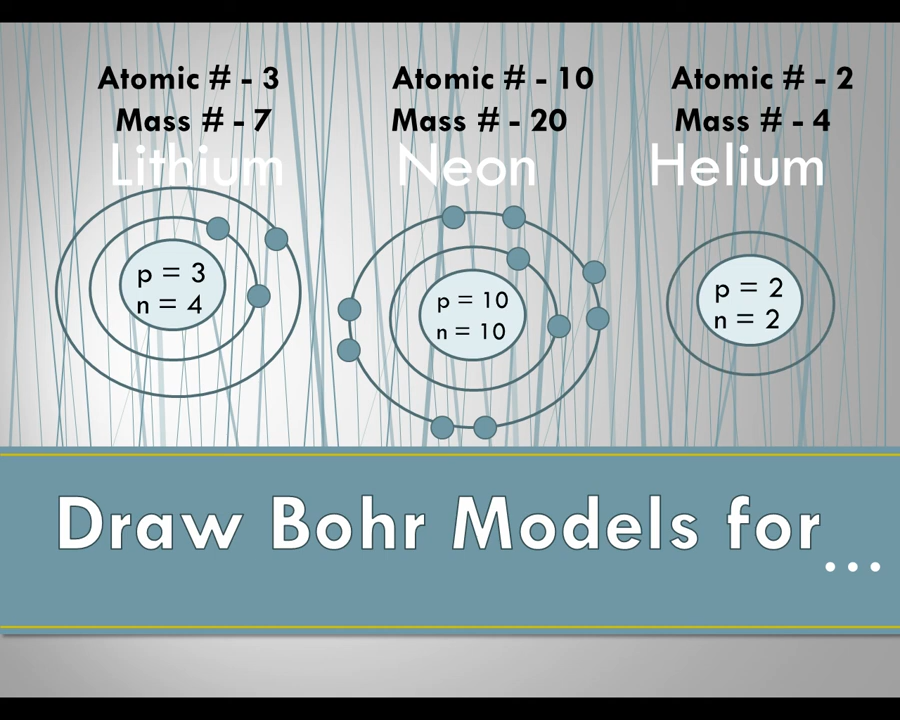 Atomic # - 3
Mass # - 7
Lithium
p = 3
n = 4
Atomic # - 10
Mass # - 20
Neon
p = 10
n = 10
Atomic # - 2
Mass # - 4
Helium
p = 2
n = 2
Draw Bohr Models for...